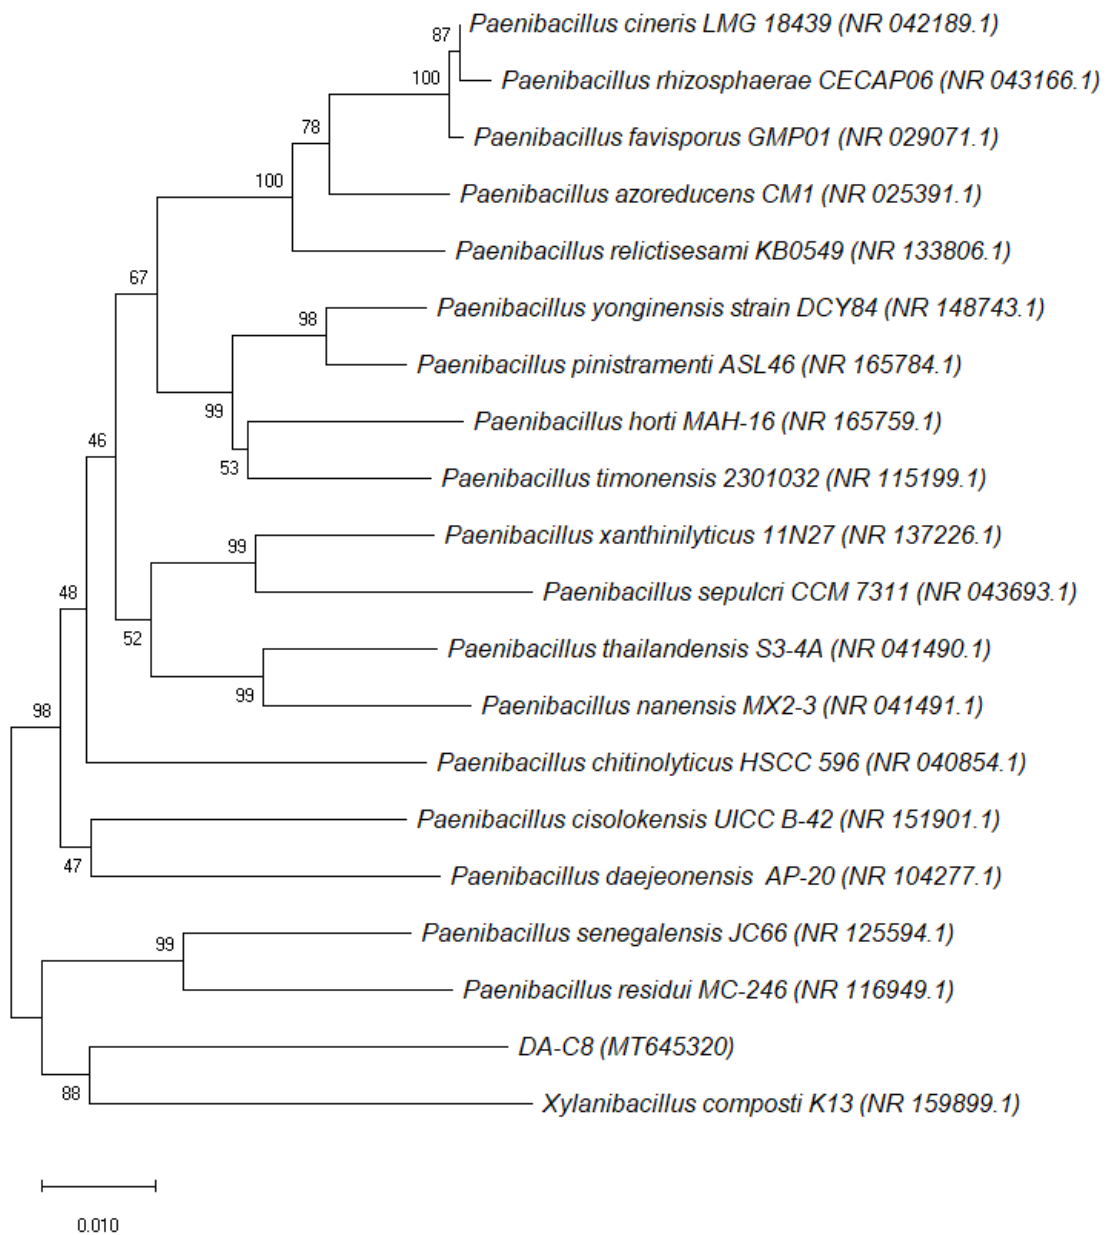 Paenibacillus cineris LMG 18439 (NR 042189.1)
87
Paenibacillus rhizosphaerae CECAP06 (NR 043166.1)
100
Paenibacillus favisporus GMP01 (NR 029071.1)
78
Paenibacillus azoreducens CM1 (NR 025391.1)
100
Paenibacillus relictisesami KB0549 (NR 133806.1)
67
Paenibacillus yonginensis strain DCY84 (NR 148743.1)
98
Paenibacillus pinistramenti ASL46 (NR 165784.1)
99
Paenibacillus horti MAH-16 (NR 165759.1)
46
53
Paenibacillus timonensis 2301032 (NR 115199.1)
Paenibacillus xanthinilyticus 11N27 (NR 137226.1)
99
Paenibacillus sepulcri CCM 7311 (NR 043693.1)
48
52
Paenibacillus thailandensis S3-4A (NR 041490.1)
99
Paenibacillus nanensis MX2-3 (NR 041491.1)
98
Paenibacillus chitinolyticus HSCC 596 (NR 040854.1)
Paenibacillus cisolokensis UICC B-42 (NR 151901.1)
47
Paenibacillus daejeonensis AP-20 (NR 104277.1)
Paenibacillus senegalensis JC66 (NR 125594.1)
99
Paenibacillus residui MC-246 (NR 116949.1)
DA-C8 (MT645320)
88
Xylanibacillus composti K13 (NR 159899.1)
0.010